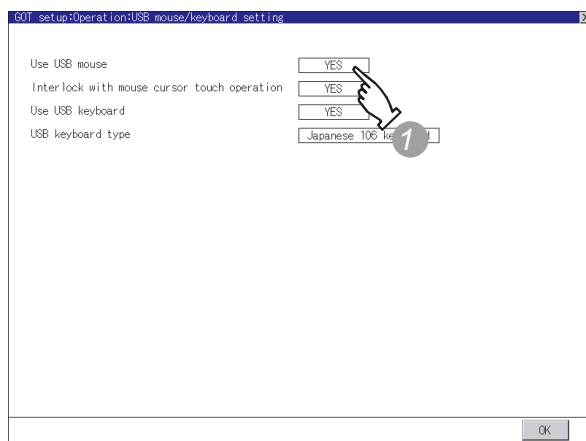 GOT setup:Operation:USB mouse/keyboard setting
Use USB mouse YES
Interlock with mouse cursor touch operation YES
Use USB keyboard YES
USB keyboard type Japanese 106
1
OK